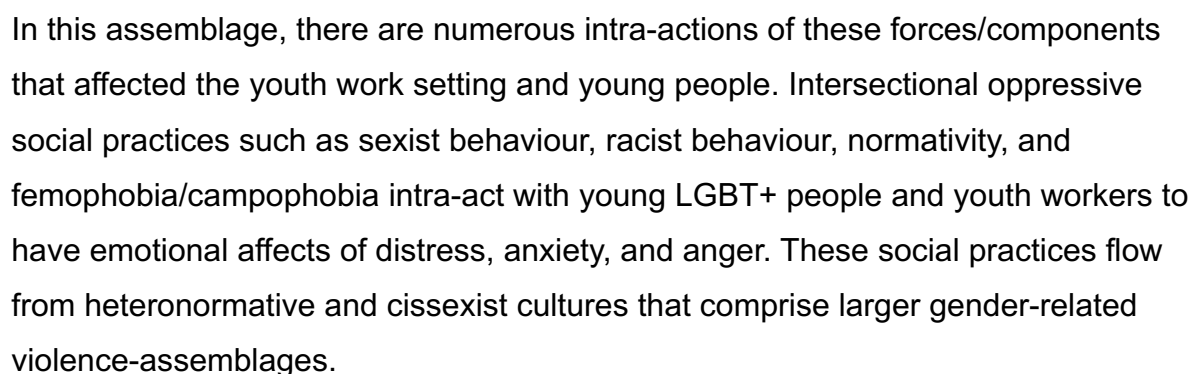 In this assemblage, there are numerous intra-actions of these forces/components
that affected the youth work setting and young people. Intersectional oppressive
social practices such as sexist behaviour, racist behaviour, normativity, and
femophobia/campophobia intra-act with young LGBT+ people and youth workers to
have emotional affects of distress, anxiety, and anger. These social practices flow
from heteronormative and cissexist cultures that comprise larger gender-related
violence-assemblages.